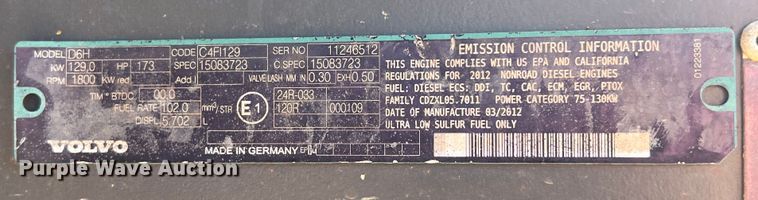 MODEL D6H CODE C4FI129 SER NO 11246512
KW 129.0 HP 173 SPEC 15083723 C.SPEC 15083723
RPM 1800 KW red Add.I VALVE LASH MM IN 0.30 EX 0.50
TIM ° BTDC 00.0
FUEL RATE 102.0 mm³/STR
DISPL 5.702
E1
24R-033
120R 000109
VOLVO
MADE IN GERMANY
EMISSION CONTROL INFORMATION
THIS ENGINE COMPLIES WITH US EPA AND CALIFORNIA
REGULATIONS FOR 2012 NONROAD DIESEL ENGINES
FUEL: DIESEL ECS: DDI, TC, CAC, ECM, EGR, PTOX
FAMILY CDZXL05.7011 POWER CATEGORY 75-130KW
DATE OF MANUFACTURE 03/2012
ULTRA LOW SULFUR FUEL ONLY
01223381
Purple Wave Auction